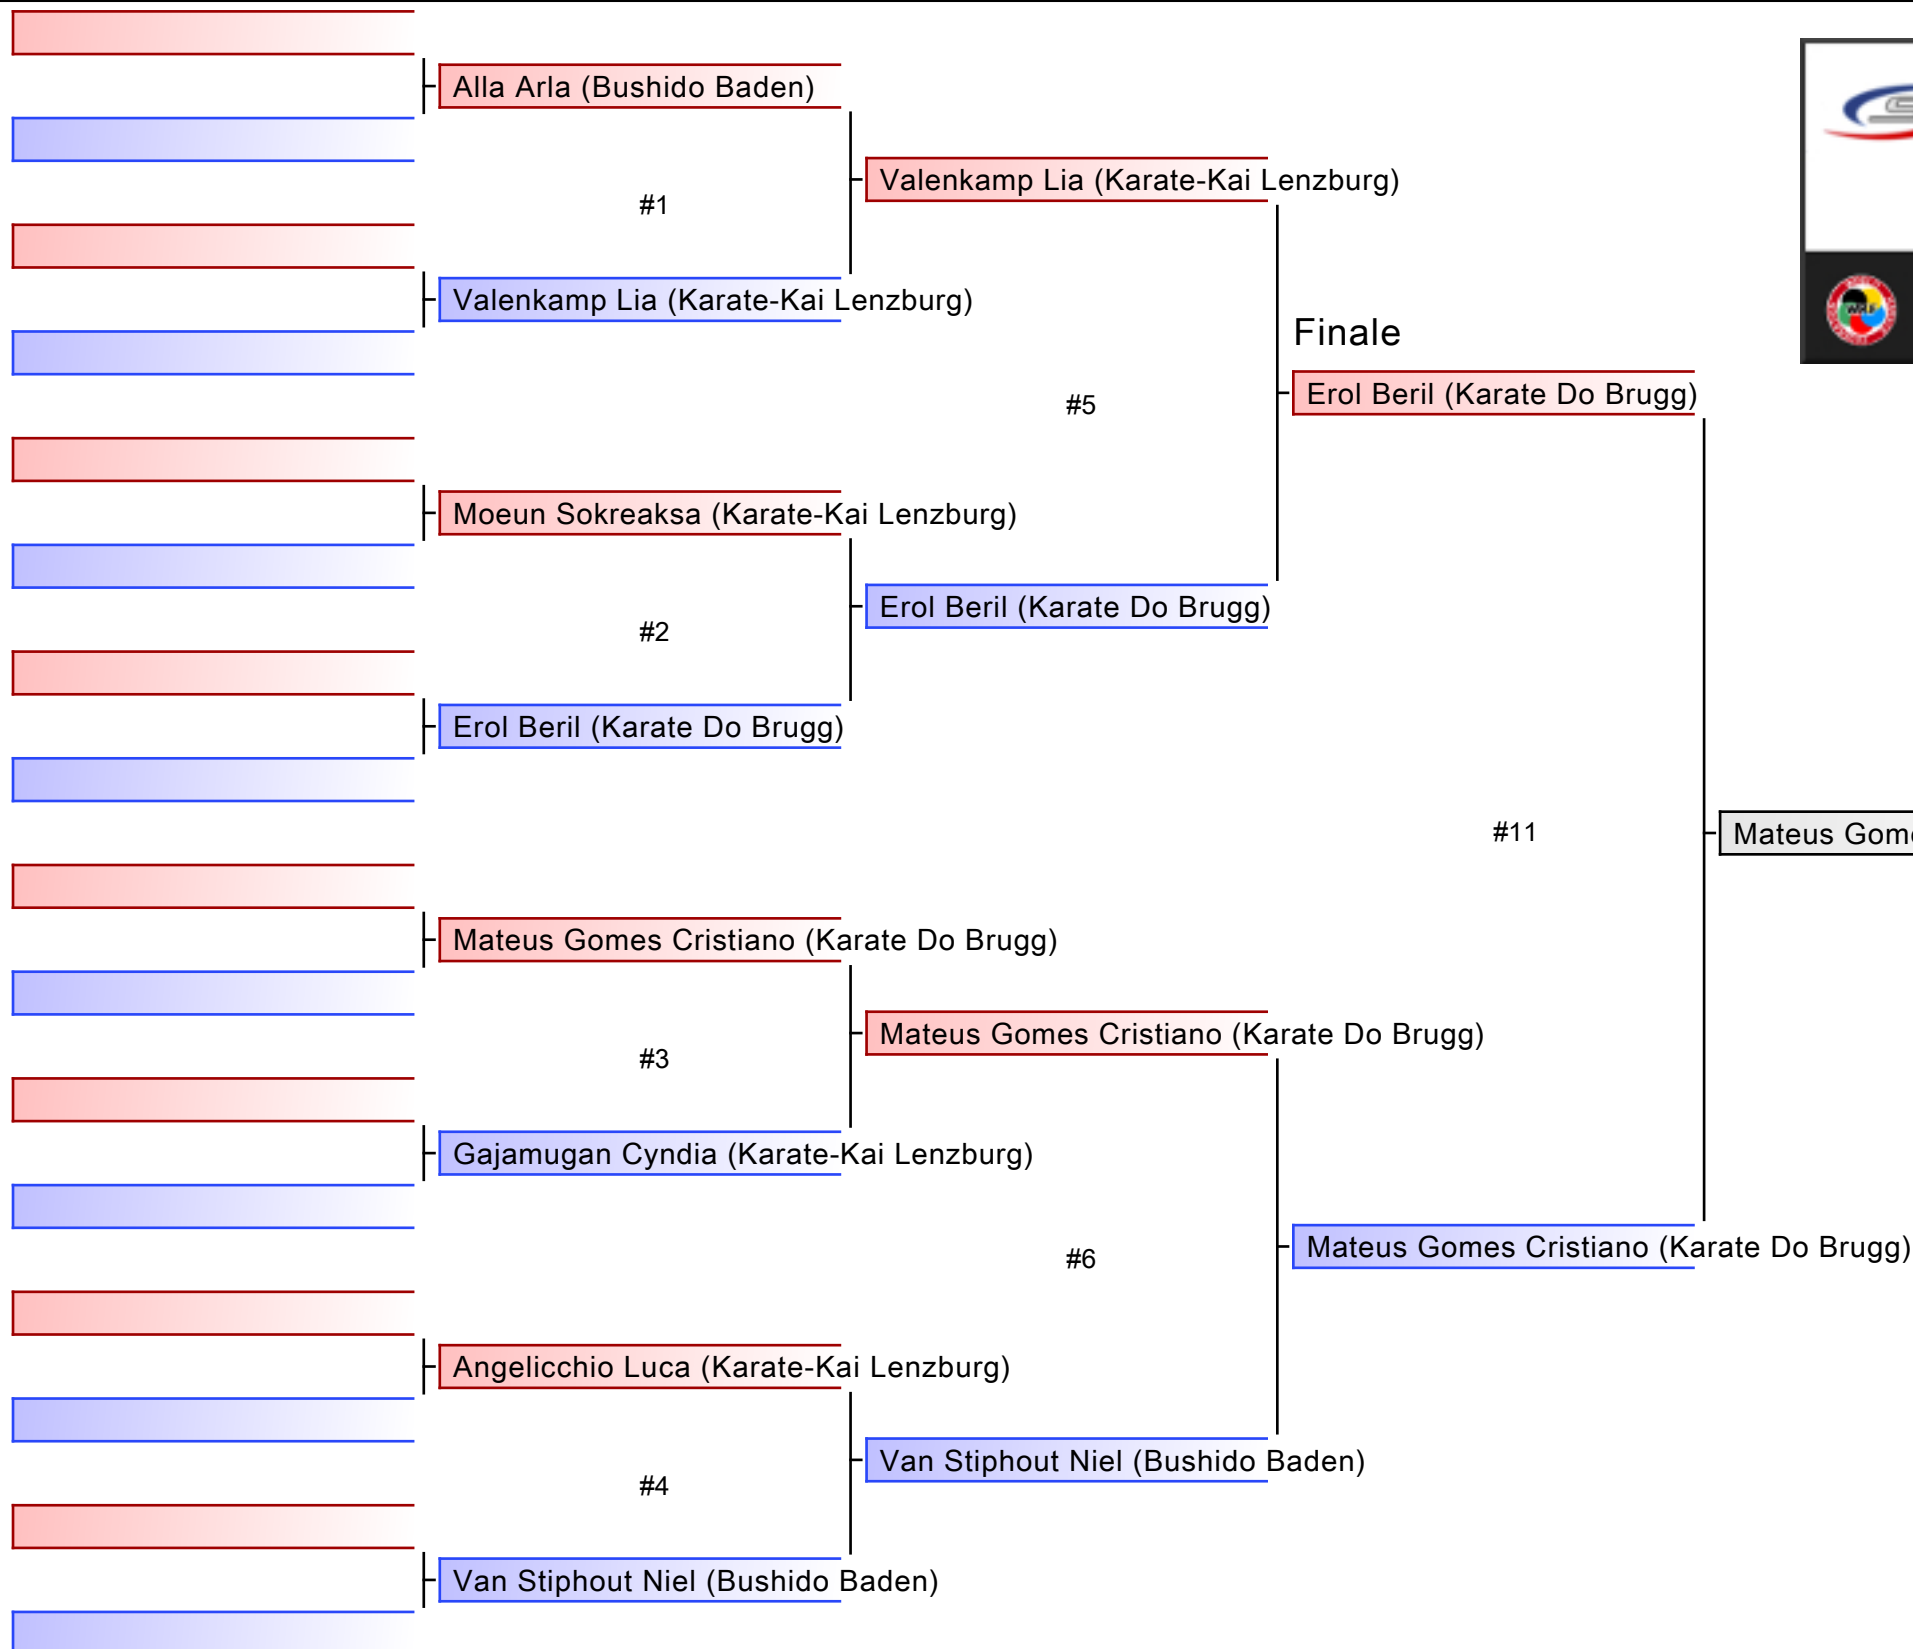 Alla Arla (Bushido Baden)
Valenkamp Lia (Karate-Kai Lenzburg)
#1
Valenkamp Lia (Karate-Kai Lenzburg)
Finale
Erol Beril (Karate Do Brugg)
#5
Moeun Sokreaksa (Karate-Kai Lenzburg)
Erol Beril (Karate Do Brugg)
#2
Erol Beril (Karate Do Brugg)
#11
Mateus Gom
Mateus Gomes Cristiano (Karate Do Brugg)
Mateus Gomes Cristiano (Karate Do Brugg)
#3
Gajamugan Cyndia (Karate-Kai Lenzburg)
Mateus Gomes Cristiano (Karate Do Brugg)
#6
Angelicchio Luca (Karate-Kai Lenzburg)
Van Stiphout Niel (Bushido Baden)
#4
Van Stiphout Niel (Bushido Baden)